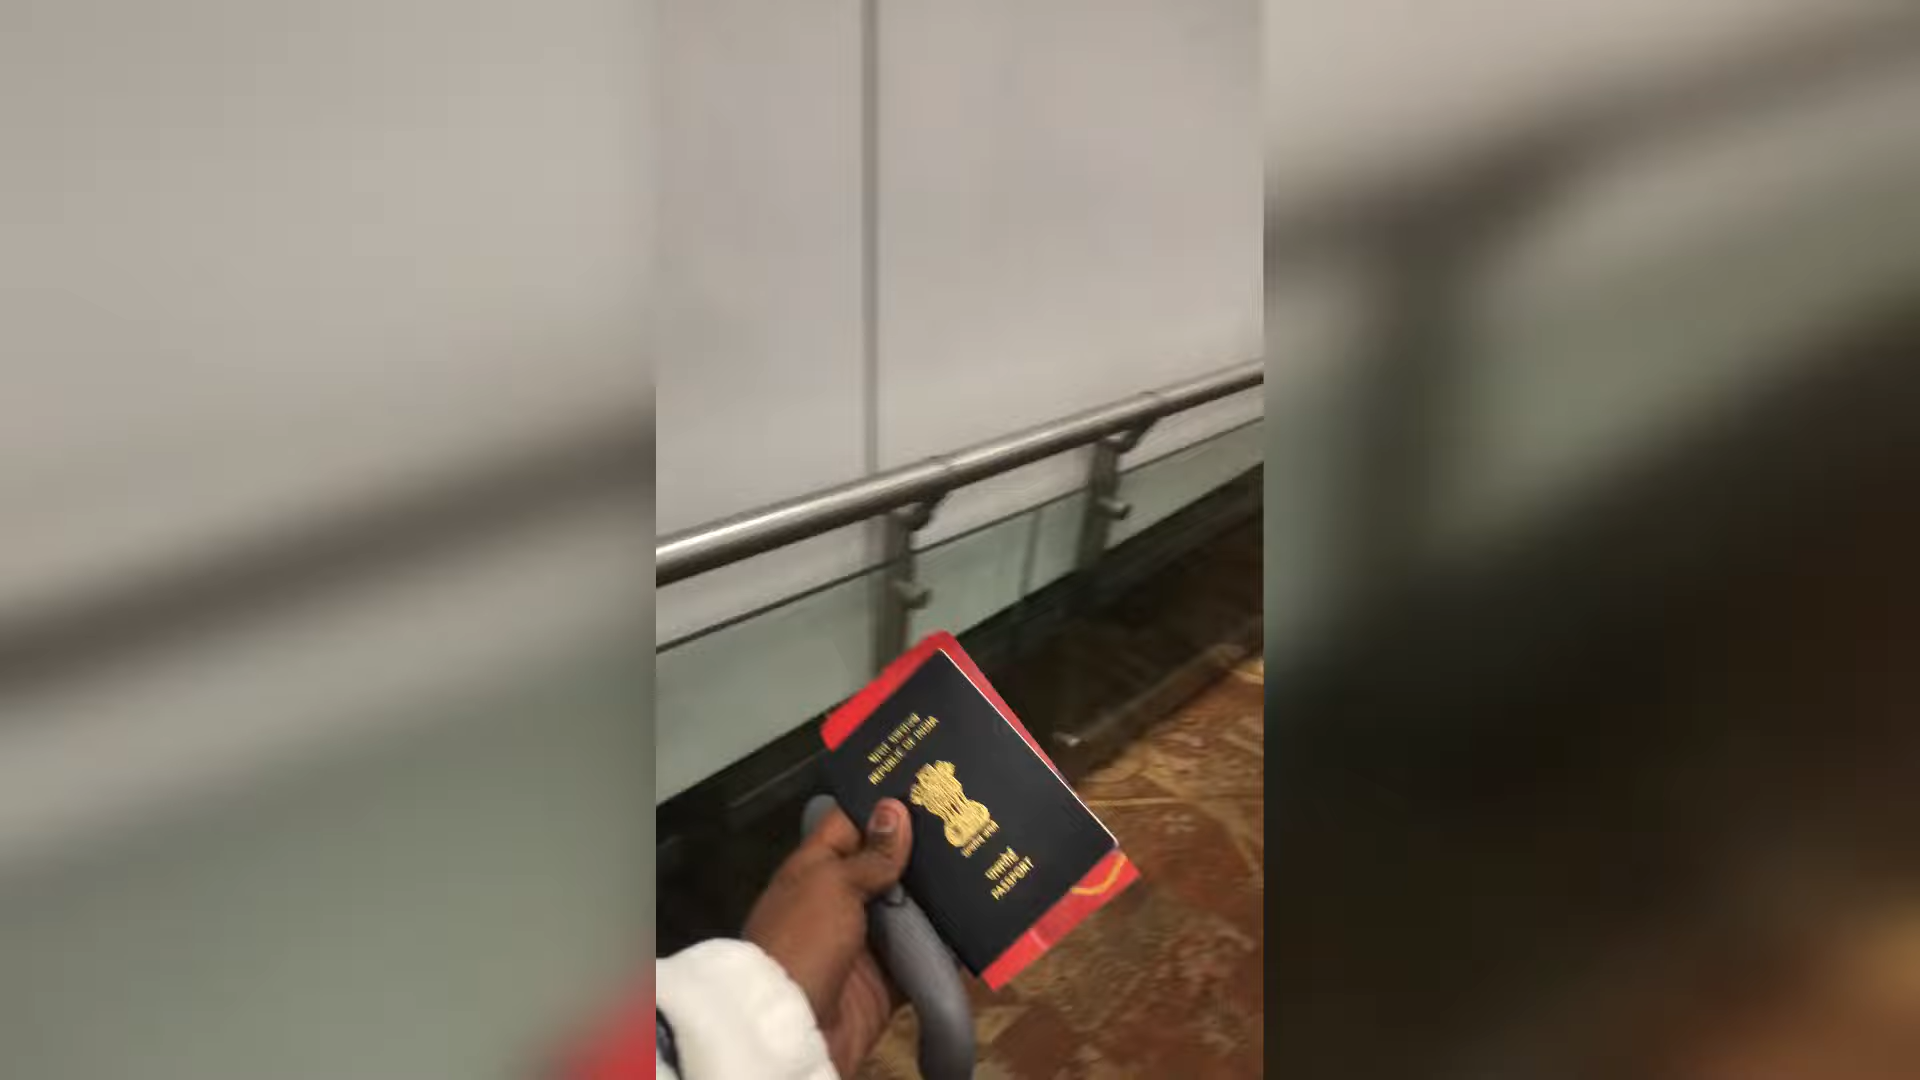 भारत गणराज्य
REPUBLIC OF INDIA
सत्यमेव जयते
पासपोर्ट
PASSPORT